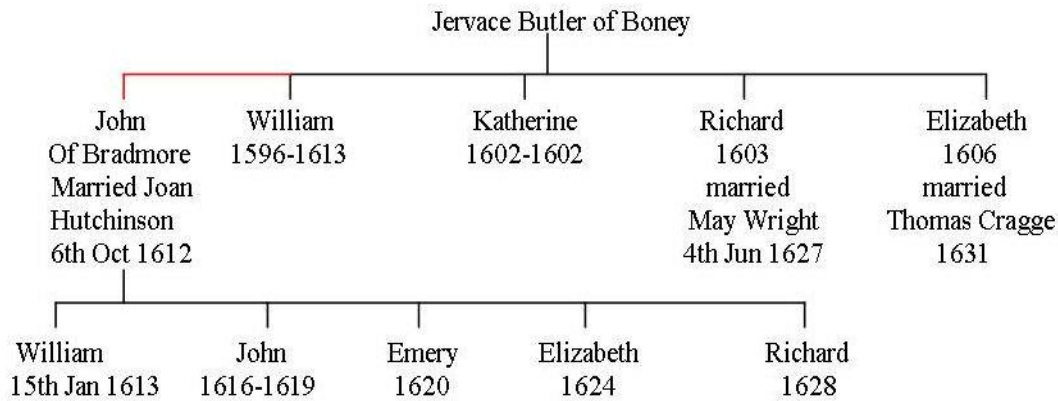 Jervace Butler of Boney
John
Of Bradmore
Married Joan
Hutchinson
6th Oct 1612
William
1596-1613
Katherine
1602-1602
Richard
1603
married
May Wright
4th Jun 1627
Elizabeth
1606
married
Thomas Cragge
1631
William
15th Jan 1613
John
1616-1619
Emery
1620
Elizabeth
1624
Richard
1628